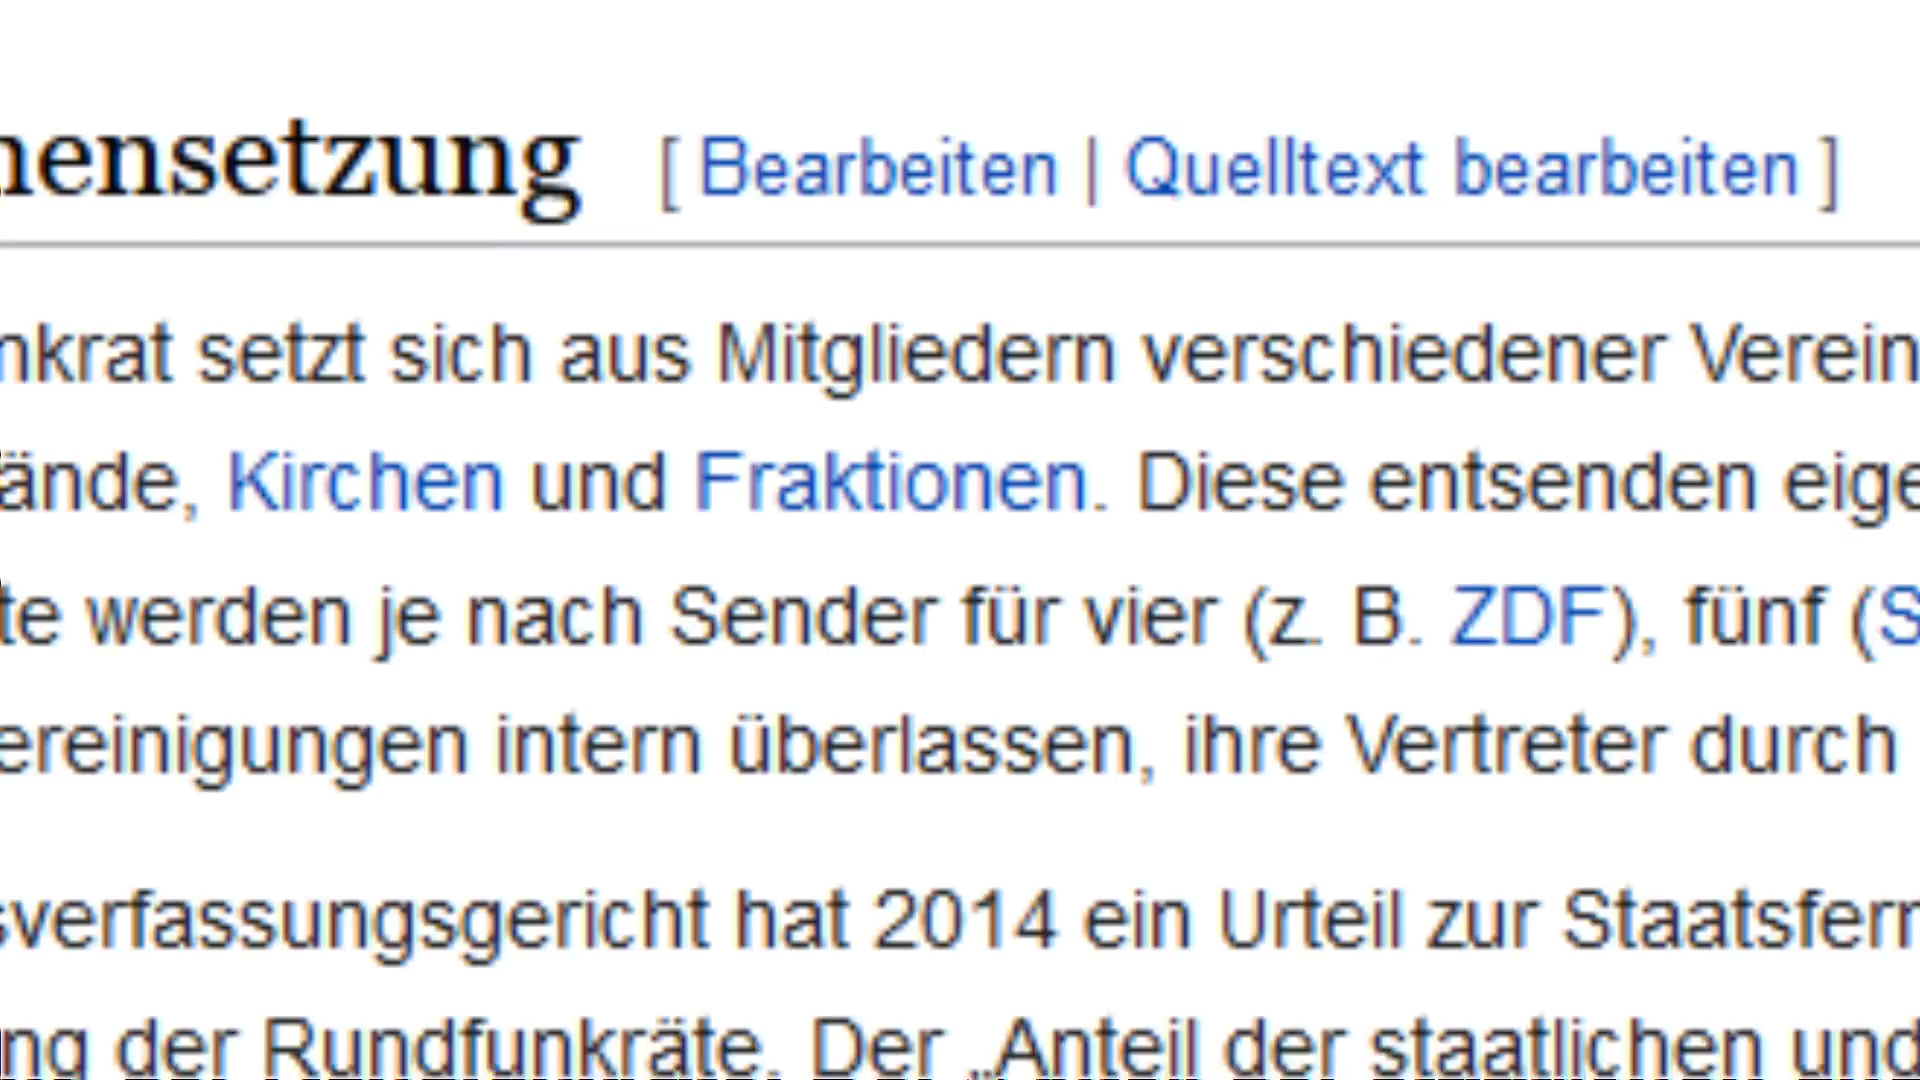 nensetzung [ Bearbeiten | Quelltext bearbeiten ]
nkrat setzt sich aus Mitgliedern verschiedener Verein
ände, Kirchen und Fraktionen. Diese entsenden eige
te werden je nach Sender für vier (z. B. ZDF), fünf (S
ereinigungen intern überlassen, ihre Vertreter durch
sverfassungsgericht hat 2014 ein Urteil zur Staatsfern
ng der Rundfunkräte. Der „Anteil der staatlichen und